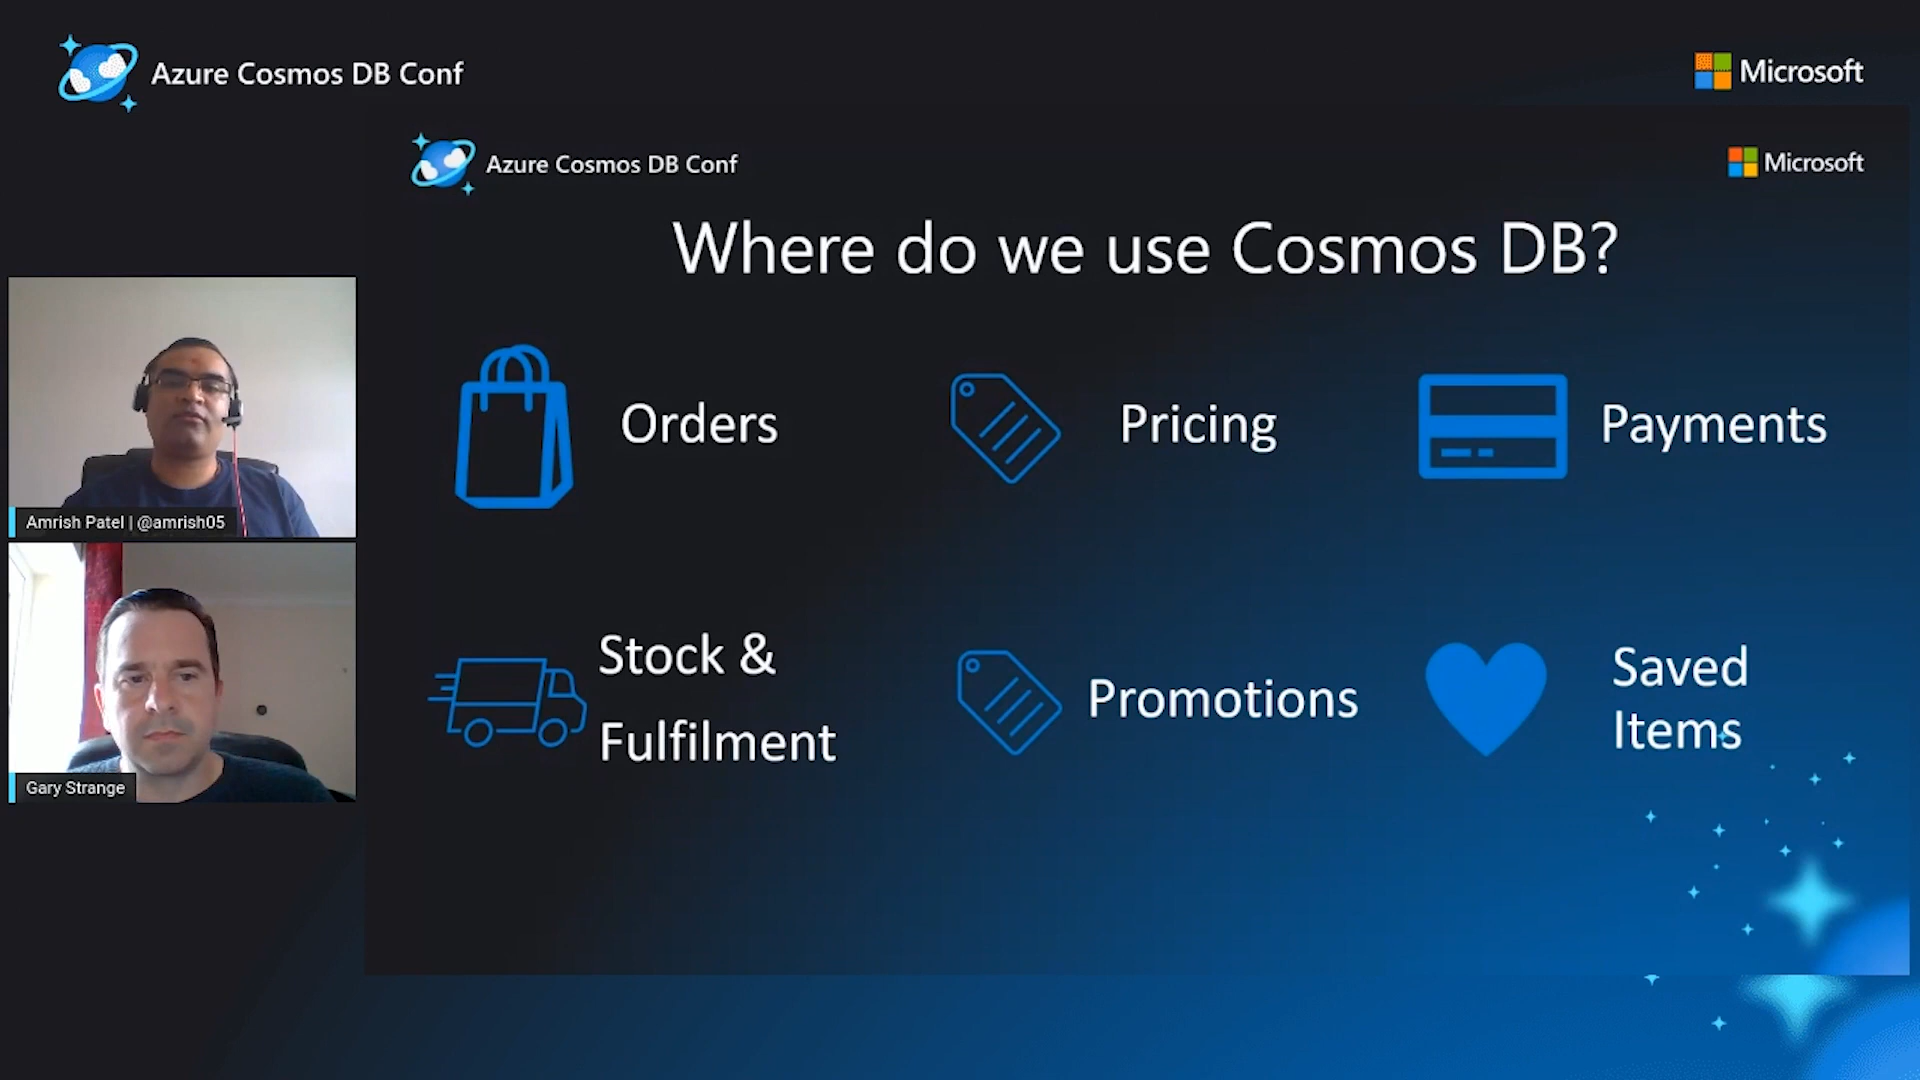 Azure Cosmos DB Conf
Microsoft
Azure Cosmos DB Conf
Microsoft
Where do we use Cosmos DB?
Orders
Pricing
Payments
Stock &
Fulfilment
Promotions
Saved
Items
Amrish Patel | @amrish05
Gary Strange